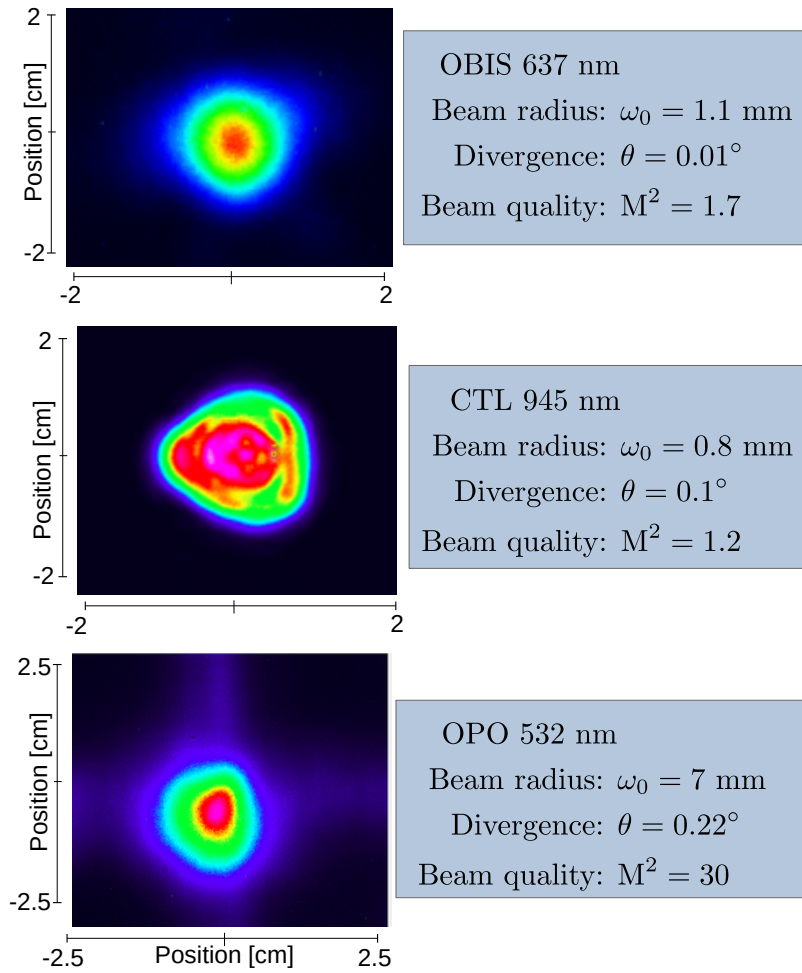 2
Position [cm]
-2
-2 2
OBIS 637 nm
Beam radius: ω₀ = 1.1 mm
Divergence: θ = 0.01°
Beam quality: M² = 1.7
2
Position [cm]
-2
-2 2
CTL 945 nm
Beam radius: ω₀ = 0.8 mm
Divergence: θ = 0.1°
Beam quality: M² = 1.2
2.5
Position [cm]
-2.5
-2.5 Position [cm] 2.5
OPO 532 nm
Beam radius: ω₀ = 7 mm
Divergence: θ = 0.22°
Beam quality: M² = 30